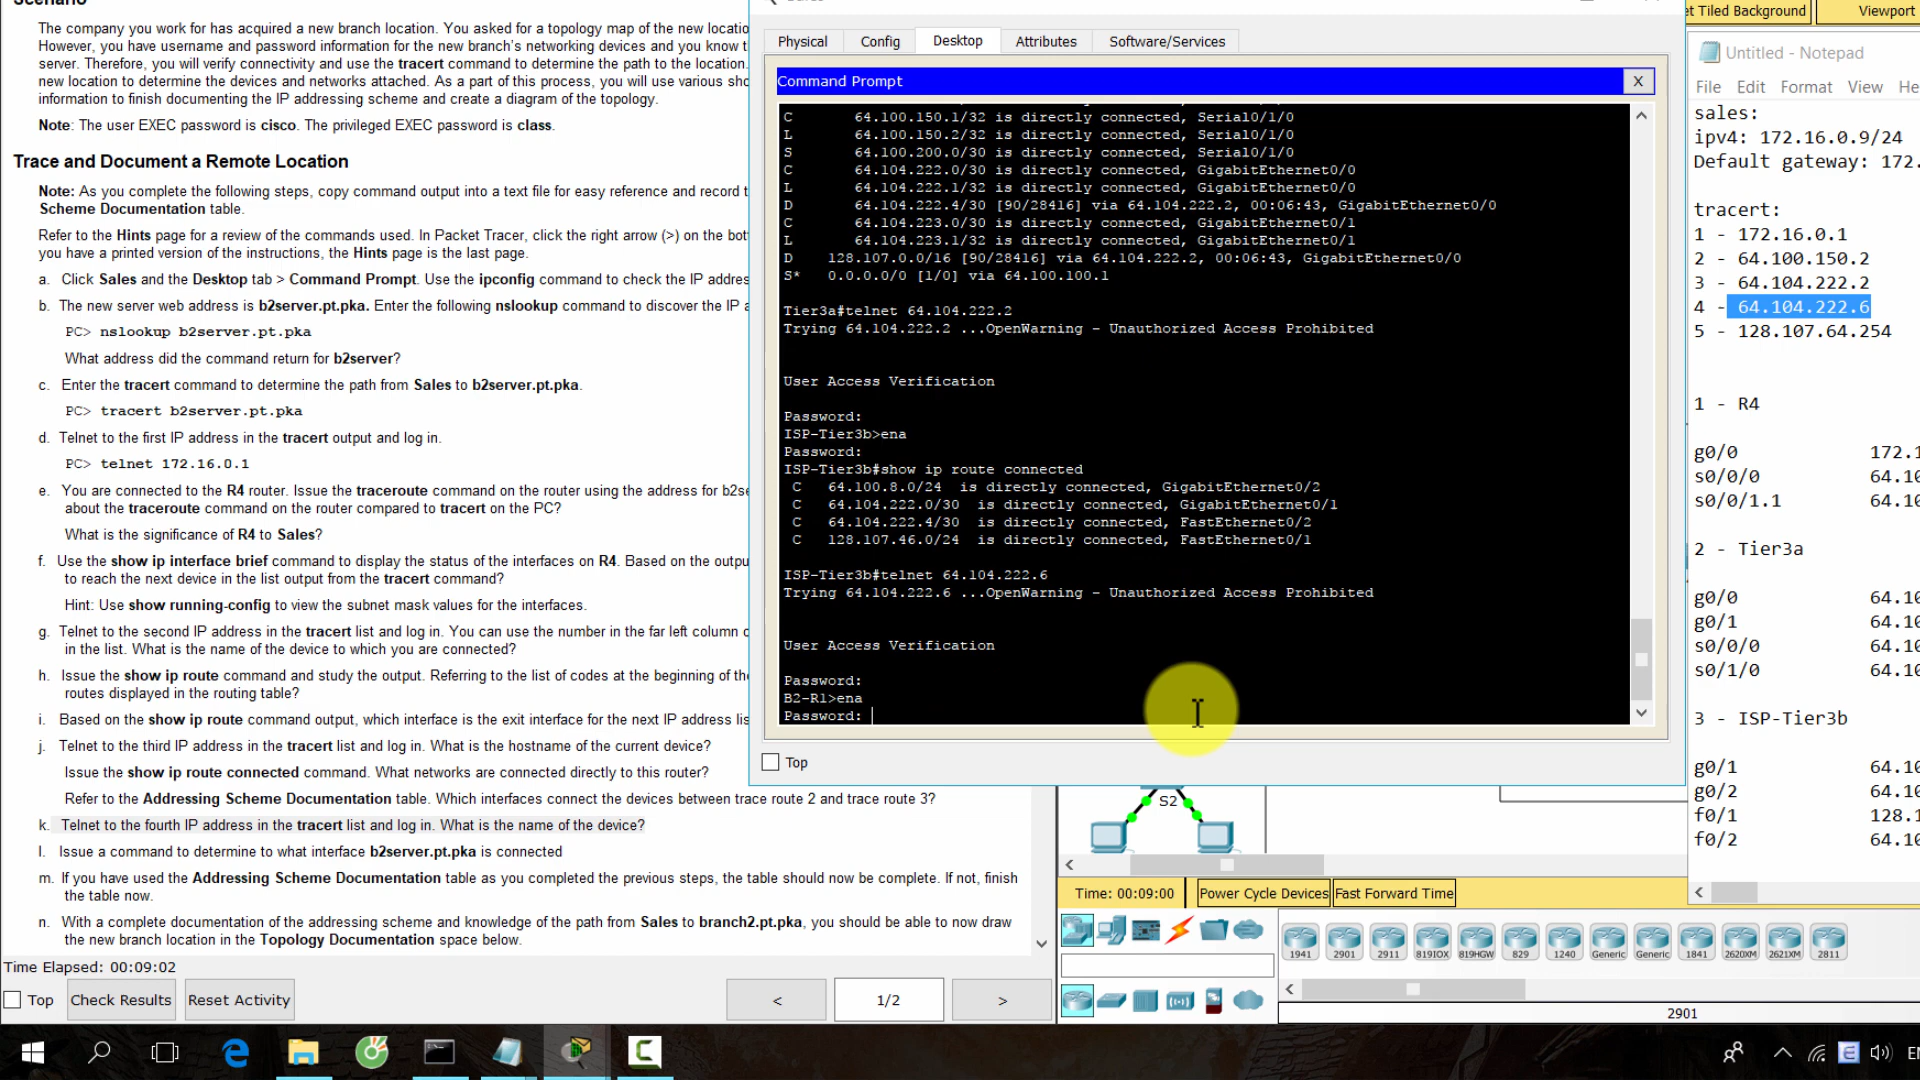 Scenario
The company you work for has acquired a new branch location. You asked for a topology map of the new locatio
However, you have username and password information for the new branch's networking devices and you know t
server. Therefore, you will verify connectivity and use the tracert command to determine the path to the location.
new location to determine the devices and networks attached. As a part of this process, you will use various sho
information to finish documenting the IP addressing scheme and create a diagram of the topology.
Note: The user EXEC password is cisco. The privileged EXEC password is class.
Trace and Document a Remote Location
Note: As you complete the following steps, copy command output into a text file for easy reference and record t
Scheme Documentation table.
Refer to the Hints page for a review of the commands used. In Packet Tracer, click the right arrow (>) on the bot
you have a printed version of the instructions, the Hints page is the last page.
a. Click Sales and the Desktop tab > Command Prompt. Use the ipconfig command to check the IP addre
b. The new server web address is b2server.pt.pka. Enter the following nslookup command to discover the IP a
PC> nslookup b2server.pt.pka
What address did the command return for b2server?
c. Enter the tracert command to determine the path from Sales to b2server.pt.pka.
PC> tracert b2server.pt.pka
d. Telnet to the first IP address in the tracert output and log in.
PC> telnet 172.16.0.1
e. You are connected to the R4 router. Issue the traceroute command on the router using the address for b2se
about the traceroute command on the router compared to tracert on the PC?
What is the significance of R4 to Sales?
f. Use the show ip interface brief command to display the status of the interfaces on R4. Based on the outpu
to reach the next device in the list output from the tracert command?
Hint: Use show running-config to view the subnet mask values for the interfaces.
g. Telnet to the second IP address in the tracert list and log in. You can use the number in the far left column o
in the list. What is the name of the device to which you are connected?
h. Issue the show ip route command and study the output. Referring to the list of codes at the beginning of the
routes displayed in the routing table?
i. Based on the show ip route command output, which interface is the exit interface for the next IP address lis
j. Telnet to the third IP address in the tracert list and log in. What is the hostname of the current device?
Issue the show ip route connected command. What networks are connected directly to this router?
Refer to the Addressing Scheme Documentation table. Which interfaces connect the devices between trace route 2 and trace route 3?
k. Telnet to the fourth IP address in the tracert list and log in. What is the name of the device?
l. Issue a command to determine to what interface b2server.pt.pka is connected
m. If you have used the Addressing Scheme Documentation table as you completed the previous steps, the table should now be complete. If not, finish
the table now.
n. With a complete documentation of the addressing scheme and knowledge of the path from Sales to branch2.pt.pka, you should be able to now draw
the new branch location in the Topology Documentation space below.
Time Elapsed: 00:09:02
Top
Check Results
Reset Activity
<
1/2
>
Physical
Config
Desktop
Attributes
Software/Services
Command Prompt
X
C 64.100.150.1/32 is directly connected, Serial0/1/0
L 64.100.150.2/32 is directly connected, Serial0/1/0
S 64.100.200.0/30 is directly connected, Serial0/1/0
C 64.104.222.0/30 is directly connected, GigabitEthernet0/0
L 64.104.222.1/32 is directly connected, GigabitEthernet0/0
D 64.104.222.4/30 [90/28416] via 64.104.222.2, 00:06:43, GigabitEthernet0/0
C 64.104.223.0/30 is directly connected, GigabitEthernet0/1
L 64.104.223.1/32 is directly connected, GigabitEthernet0/1
D 128.107.0.0/16 [90/28416] via 64.104.222.2, 00:06:43, GigabitEthernet0/0
S* 0.0.0.0/0 [1/0] via 64.100.100.1
Tier3a#telnet 64.104.222.2
Trying 64.104.222.2 ...OpenWarning - Unauthorized Access Prohibited
User Access Verification
Password:
ISP-Tier3b>ena
Password:
ISP-Tier3b#show ip route connected
C 64.100.8.0/24 is directly connected, GigabitEthernet0/2
C 64.104.222.0/30 is directly connected, GigabitEthernet0/1
C 64.104.222.4/30 is directly connected, FastEthernet0/2
C 128.107.46.0/24 is directly connected, FastEthernet0/1
ISP-Tier3b#telnet 64.104.222.6
Trying 64.104.222.6 ...OpenWarning - Unauthorized Access Prohibited
User Access Verification
Password:
B2-R1>ena
Password:
Top
S2
Time: 00:09:00
Power Cycle Devices
Fast Forward Time
1941
2901
2911
819IOX
819HGW
829
1240
Generic
Generic
1841
2620XM
2621XM
2811
2901
et Tiled Background
Viewport
Untitled - Notepad
File Edit Format View He
sales:
ipv4: 172.16.0.9/24
Default gateway: 172.
tracert:
1 - 172.16.0.1
2 - 64.100.150.2
3 - 64.104.222.2
4 - 64.104.222.6
5 - 128.107.64.254
1 - R4
g0/0 172.1
s0/0/0 64.10
s0/0/1.1 64.10
2 - Tier3a
g0/0 64.10
g0/1 64.10
s0/0/0 64.10
s0/1/0 64.10
3 - ISP-Tier3b
g0/1 64.10
g0/2 64.10
f0/1 128.1
f0/2 64.10